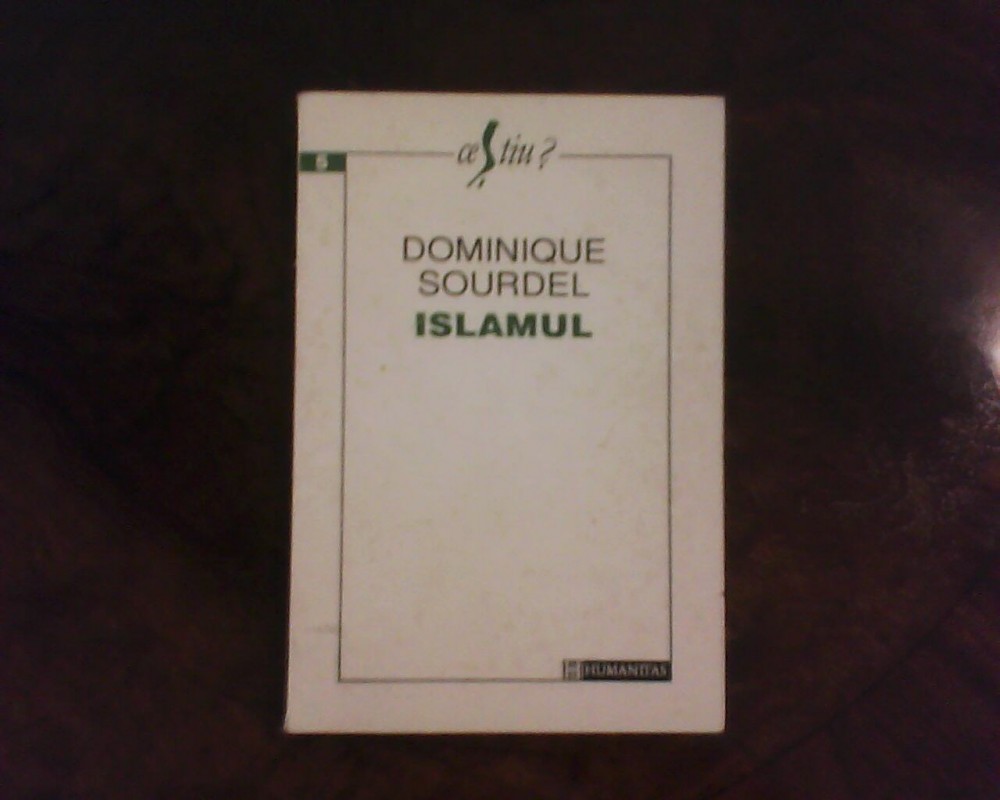 ce Știu?
5
DOMINIQUE
SOURDEL
ISLAMUL
HUMANITAS